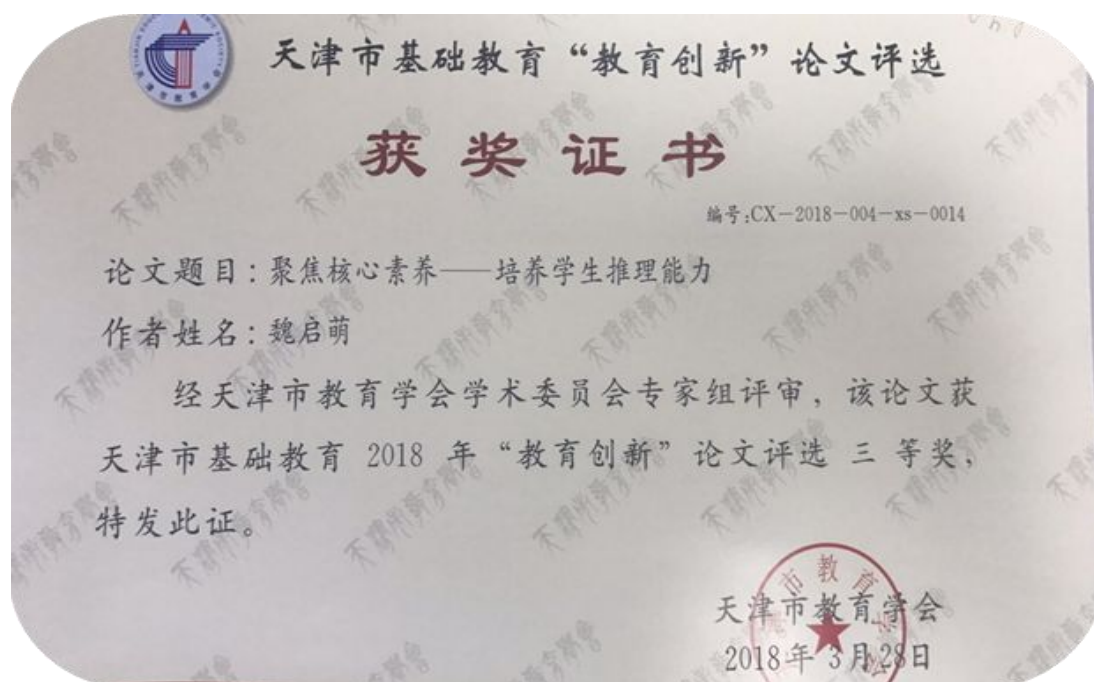 天津市基础教育“教育创新”论文评选
获奖证书
编号:CX-2018-004-xs-0014
论文题目:聚焦核心素养——培养学生推理能力
作者姓名:魏启萌
经天津市教育学会学术委员会专家组评审,该论文获
天津市基础教育 2018 年“教育创新”论文评选 三 等奖,
特发此证。
天津市教育学会
2018年 3月28日